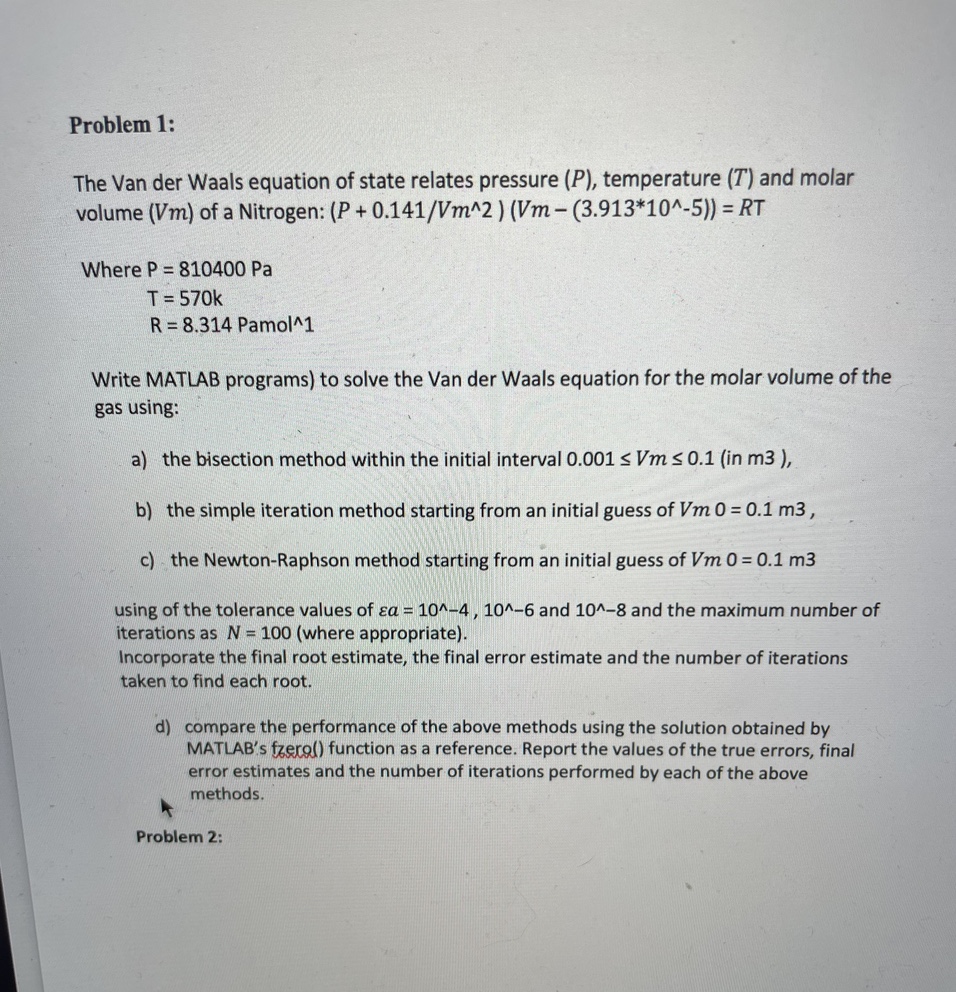 Problem 1:
The Van der Waals equation of state relates pressure (P), temperature (T) and molar
volume (Vm) of a Nitrogen: (P + 0.141/Vm^2 ) (Vm – (3.913*10^-5)) = RT
Where P = 810400 Pa
T = 570k
R = 8.314 Pamol^1
Write MATLAB programs) to solve the Van der Waals equation for the molar volume of the
gas using:
a) the bisection method within the initial interval 0.001 ≤ Vm ≤ 0.1 (in m3 ),
b) the simple iteration method starting from an initial guess of Vm 0 = 0.1 m3 ,
c) the Newton-Raphson method starting from an initial guess of Vm 0 = 0.1 m3
using of the tolerance values of εa = 10^−4 , 10^−6 and 10^−8 and the maximum number of
iterations as N = 100 (where appropriate).
Incorporate the final root estimate, the final error estimate and the number of iterations
taken to find each root.
d) compare the performance of the above methods using the solution obtained by
MATLAB's fzero() function as a reference. Report the values of the true errors, final
error estimates and the number of iterations performed by each of the above
methods.
Problem 2: